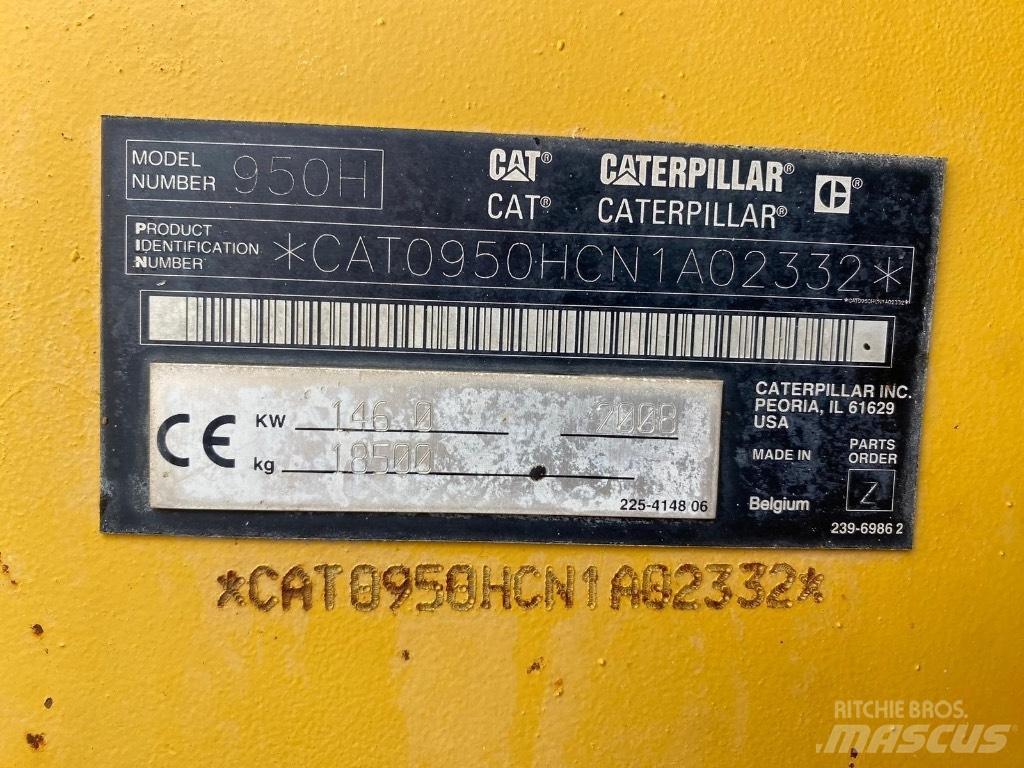 MODEL NUMBER 950H
CAT® CATERPILLAR®
CAT® CATERPILLAR®
PRODUCT IDENTIFICATION NUMBER *CAT0950HCN1A02332*
*CAT0950HCN1A02332*
CE
KW 146.0 2008
kg 18500
225-4148 06
CATERPILLAR INC.
PEORIA, IL 61629
USA
MADE IN
Belgium
PARTS
ORDER
Z
239-6986 2
*CAT0950HCN1A02332*
RITCHIE BROS.
MASCUS